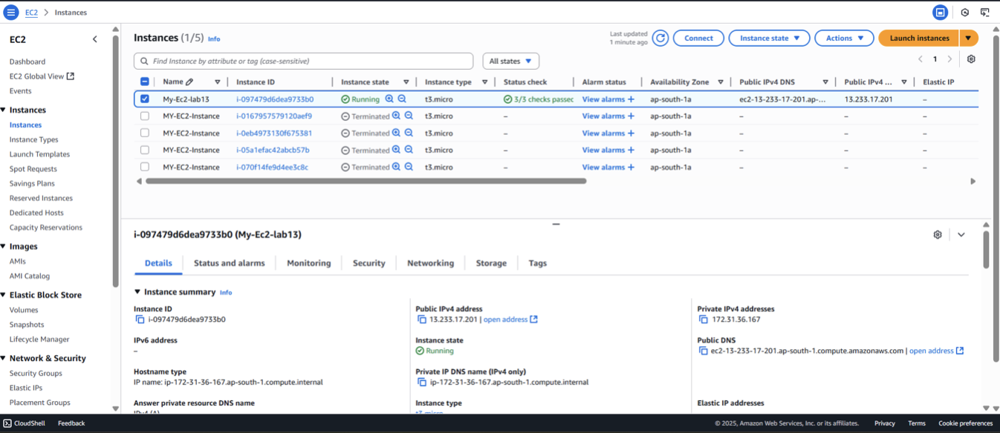 EC2 > Instances
EC2
Dashboard
EC2 Global View
Events
Instances
Instances
Instance Types
Launch Templates
Spot Requests
Savings Plans
Reserved Instances
Dedicated Hosts
Capacity Reservations
Images
AMIs
AMI Catalog
Elastic Block Store
Volumes
Snapshots
Lifecycle Manager
Network & Security
Security Groups
Elastic IPs
Placement Groups
Instances (1/5) Info
Last updated
1 minute ago
Connect Instance state Actions Launch instances
Find Instance by attribute or tag (case-sensitive) All states
1
Name Instance ID Instance state Instance type Status check Alarm status Availability Zone Public IPv4 DNS Public IPv4 ... Elastic IP
My-Ec2-lab13 i-097479d6dea9733b0 Running t3.micro 3/3 checks passec View alarms + ap-south-1a ec2-13-233-17-201.ap-... 13.233.17.201 –
MY-EC2-Instance i-0167957579120aef9 Terminated t3.micro – View alarms + ap-south-1a – – –
MY-EC2-Instance i-0eb4973130f675381 Terminated t3.micro – View alarms + ap-south-1a – – –
MY-EC2-Instance i-05a1efac42abcb57b Terminated t3.micro – View alarms + ap-south-1a – – –
MY-EC2-Instance i-070f14fe9d4ee3c8c Terminated t3.micro – View alarms + ap-south-1a – – –
i-097479d6dea9733b0 (My-Ec2-lab13)
Details Status and alarms Monitoring Security Networking Storage Tags
Instance summary Info
Instance ID
i-097479d6dea9733b0
Public IPv4 address
13.233.17.201 | open address
Private IPv4 addresses
172.31.36.167
IPv6 address
–
Instance state
Running
Public DNS
ec2-13-233-17-201.ap-south-1.compute.amazonaws.com | open address
Hostname type
IP name: ip-172-31-36-167.ap-south-1.compute.internal
Private IP DNS name (IPv4 only)
ip-172-31-36-167.ap-south-1.compute.internal
Answer private resource DNS name
IPv4 (A)
Instance type
t3.micro
Elastic IP addresses
CloudShell Feedback © 2025, Amazon Web Services, Inc. or its affiliates. Privacy Terms Cookie preferences